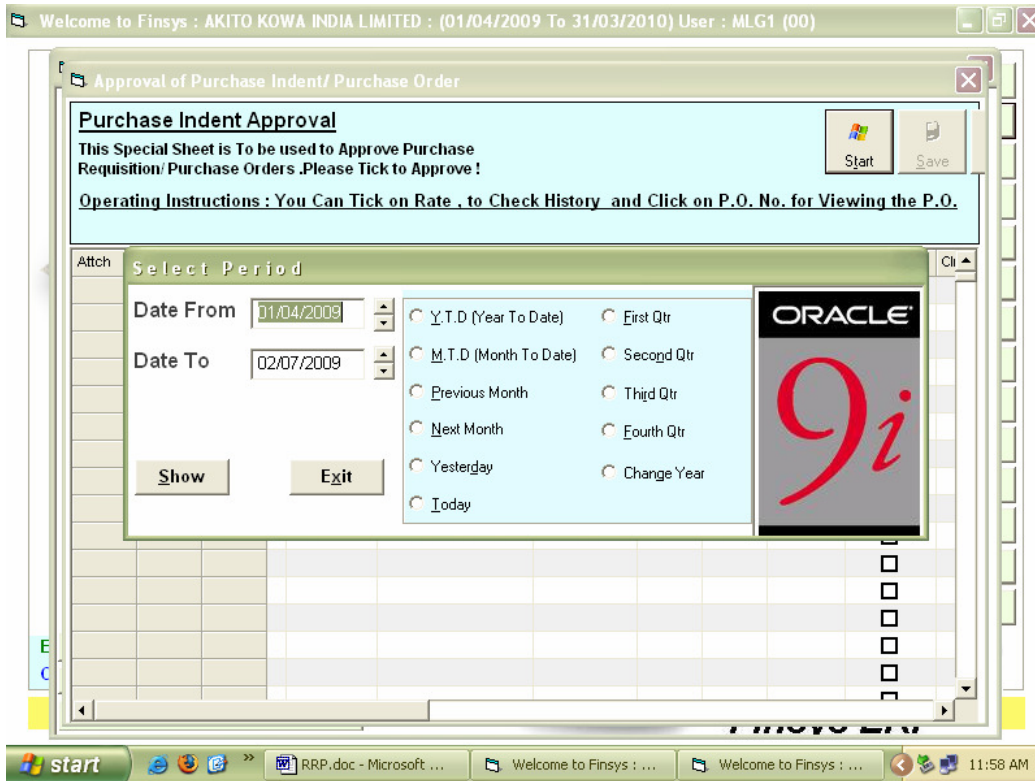 Welcome to Finsys : AKITO KOWA INDIA LIMITED : (01/04/2009 To 31/03/2010) User : MLG1 (00)
Approval of Purchase Indent/ Purchase Order
Purchase Indent Approval
This Special Sheet is To be used to Approve Purchase
Requisition/ Purchase Orders .Please Tick to Approve !
Start
Save
Operating Instructions : You Can Tick on Rate , to Check History and Click on P.O. No. for Viewing the P.O.
Attch
Select Period
Date From 01/04/2009
Date To 02/07/2009
Show
Exit
Y.T.D (Year To Date)
M.T.D (Month To Date)
Previous Month
Next Month
Yesterday
Today
First Qtr
Second Qtr
Third Qtr
Fourth Qtr
Change Year
ORACLE
9i
start
RRP.doc - Microsoft ...
Welcome to Finsys : ...
Welcome to Finsys : ...
11:58 AM